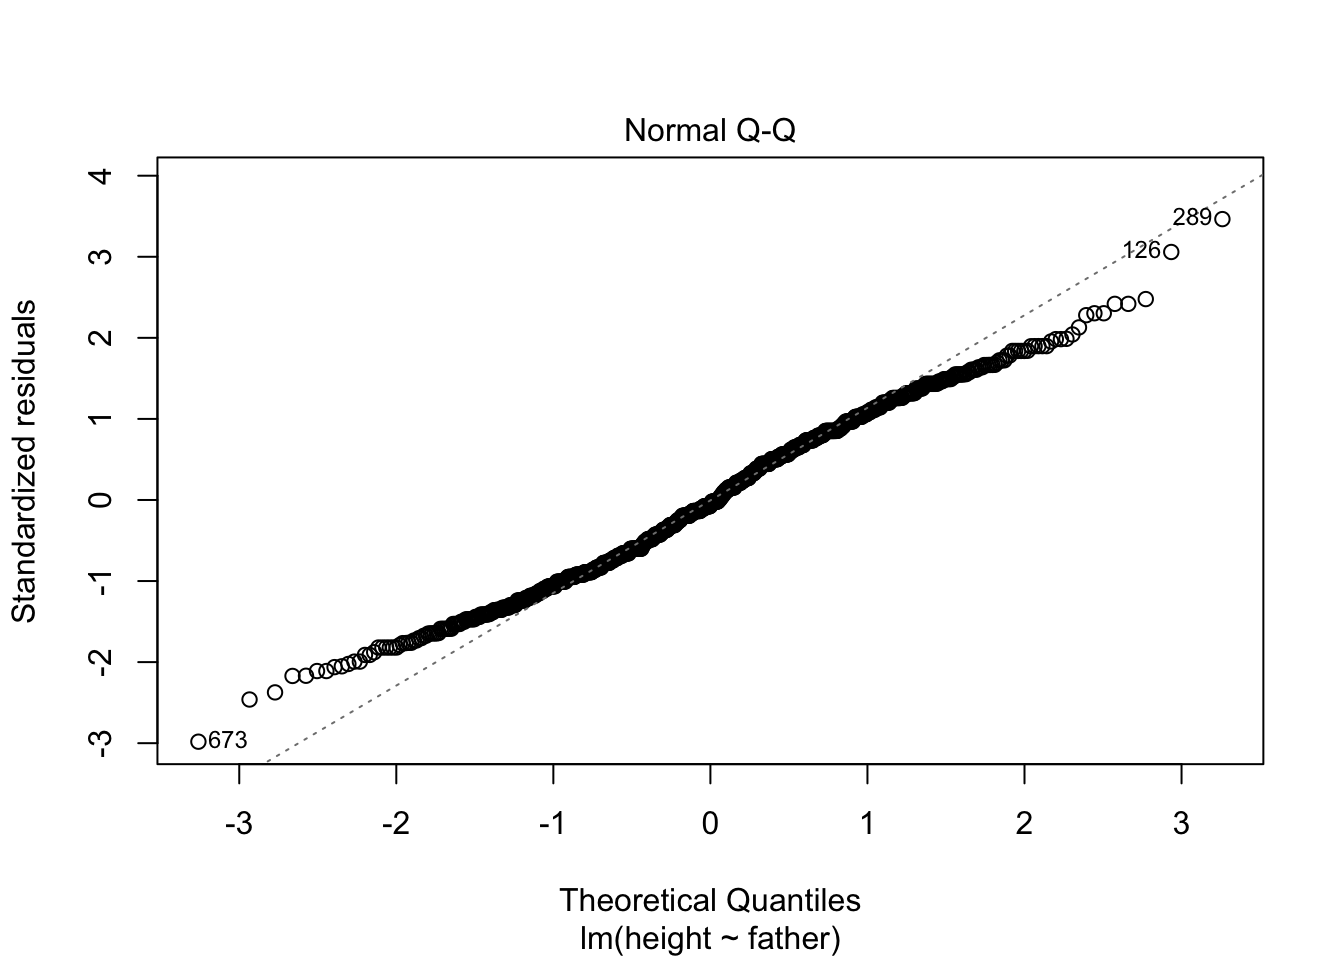 Normal Q-Q
Standardized residuals
4
3
2
1
0
-1
-2
-3
289
126
673
-3 -2 -1 0 1 2 3
Theoretical Quantiles
lm(height ~ father)